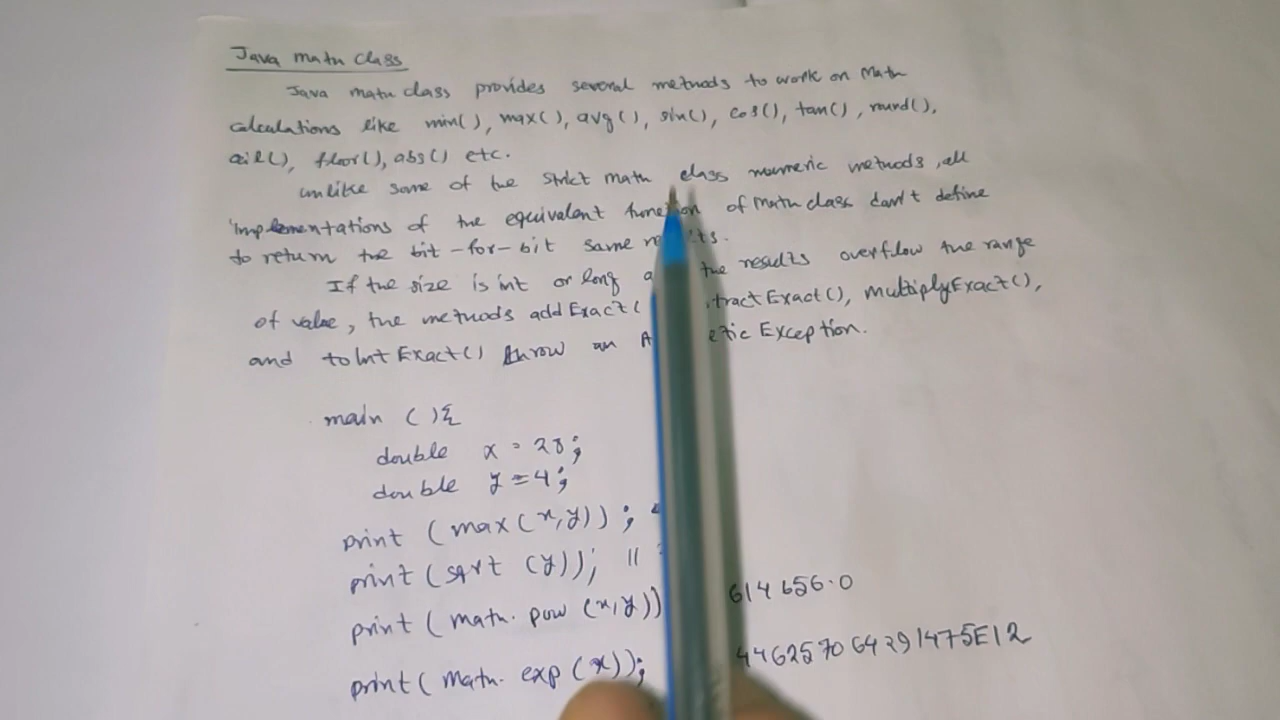 Java math class
Java math class provides several methods to work on Math
calculations like min(), max(), avg(), sin(), cos(), tan(), round(),
ceil(), floor(), abs() etc.
unlike some of the strict math class numeric methods, all
implementations of the equivalent function of Math class can't define
to return the bit-for-bit same
If the size is int or long the results overflow the range
of value, the methods addExact( tractExact(), multiplyExact(),
and toIntExact() throw an A etic Exception.
main (){
double x = 28;
double y = 4;
print (max(x,y));
print (sqrt (y)); //
print (math. pow (x,y)) 614656.0
print( math. exp (x)); 446257064291475E12